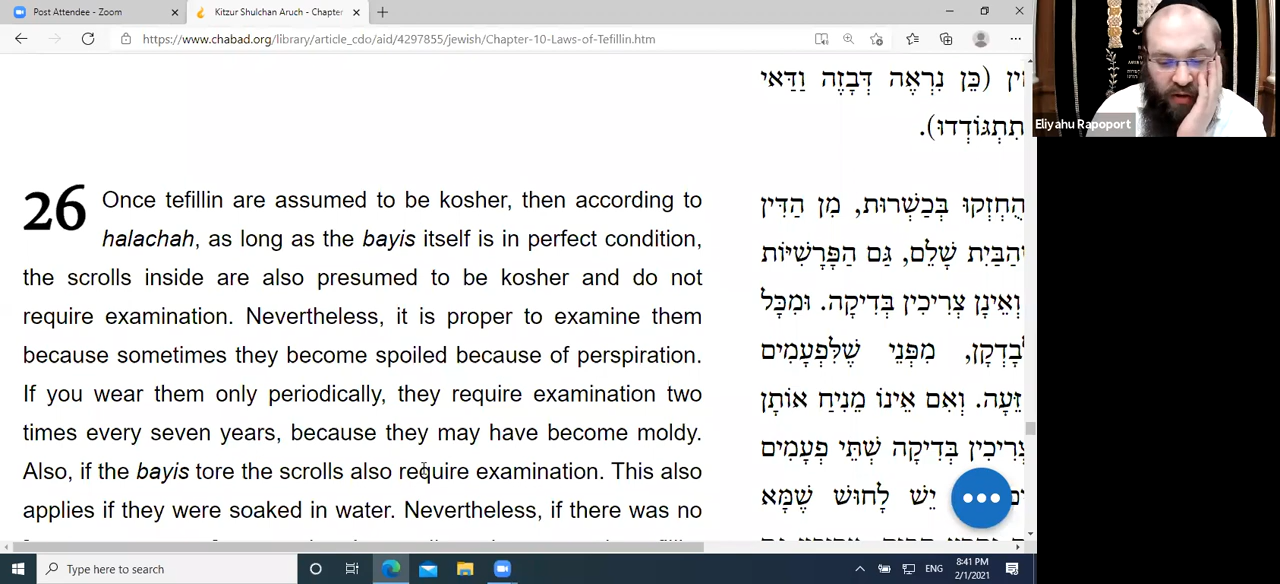 Post Attendee - Zoom
Kitzur Shulchan Aruch - Chapter
https://www.chabad.org/library/article_cdo/aid/4297855/jewish/Chapter-10-Laws-of-Tefillin.htm
Eliyahu Rapoport
26 Once tefillin are assumed to be kosher, then according to
halachah, as long as the bayis itself is in perfect condition,
the scrolls inside are also presumed to be kosher and do not
require examination. Nevertheless, it is proper to examine them
because sometimes they become spoiled because of perspiration.
If you wear them only periodically, they require examination two
times every seven years, because they may have become moldy.
Also, if the bayis tore the scrolls also require examination. This also
applies if they were soaked in water. Nevertheless, if there was no
(כֵּן נִרְאֶה דְּבָזֶה וַדַּאי
תִתְגּוֹדְדוּ).
הֻחְזְקוּ בְּכַשְׁרוּת, מִן הַדִּין
שֶׁהַבַּיִת שָׁלֵם, גַּם הַפָּרָשִׁיּוֹת
וְאֵינָן צְרִיכִין בְּדִיקָה. וּמִכָּל
לְבָדְקָן, מִפְּנֵי שֶׁלִּפְעָמִים
זֵּעָה. וְאִם אֵינוֹ מֵנִיחַ אוֹתָן
צְרִיכִין בְּדִיקָה שְׁתֵּי פְעָמִים
יֵשׁ לָחוּשׁ שֶׁמָּא
Type here to search
ENG
8:41 PM
2/1/2021